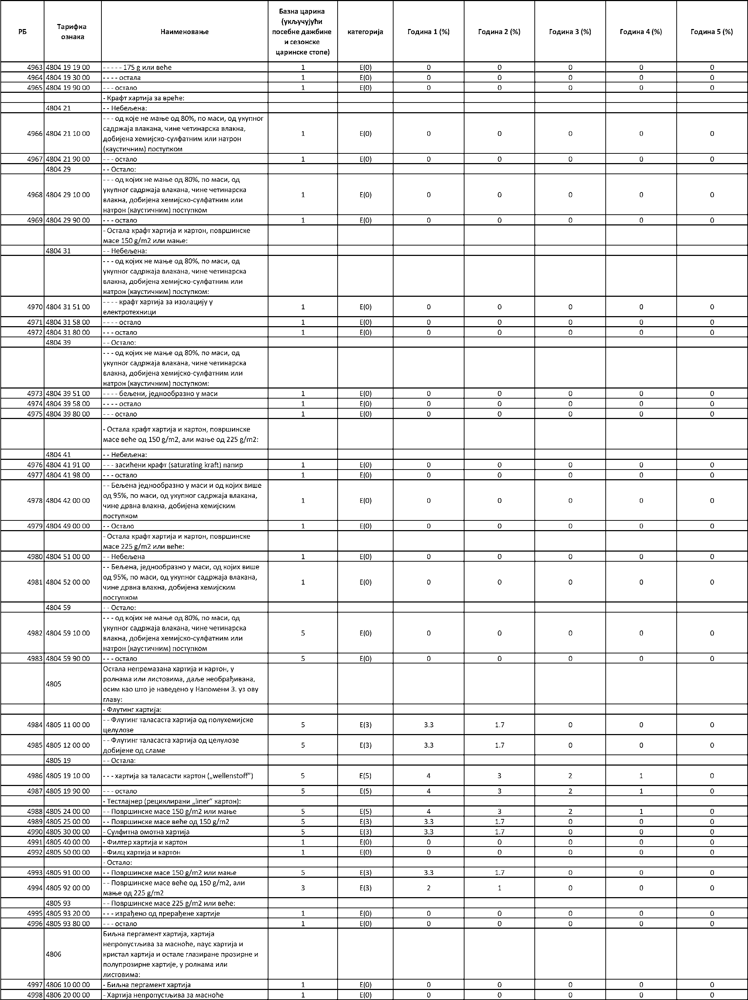 РБ Тарифна ознака Наименовање Базна царина (укључујући посебне дажбине и сезонске царинске стопе) категорија Година 1 (%) Година 2 (%) Година 3 (%) Година 4 (%) Година 5 (%)
4963 4804 19 19 00 - - - - - 175 g или веће 1 E(0) 0 0 0 0 0
4964 4804 19 30 00 - - - - остала 1 E(0) 0 0 0 0 0
4965 4804 19 90 00 - - - остало 1 E(0) 0 0 0 0 0
- Крафт хартија за вреће:
4804 21 - - Небељена:
- - - од које не мање од 80%, по маси, од укупног
садржаја влакана, чине четинарска влакна,
4966 4804 21 10 00 добијена хемијско-сулфатним или натрон 1 E(0) 0 0 0 0 0
(каустичним) поступком
4967 4804 21 90 00 - - - остало 1 E(0) 0 0 0 0 0
4804 29 - - Остало:
- - - од којих не мање од 80%, по маси, од
укупног садржаја влакана, чине четинарска
4968 4804 29 10 00 влакна, добијена хемијско-сулфатним или 1 E(0) 0 0 0 0 0
натрон (каустичним) поступком
4969 4804 29 90 00 - - - остало 1 E(0) 0 0 0 0 0
- Остала крафт хартија и картон, површинске
масе 150 g/m2 или мање:
4804 31 - - Небељена:
- - - од којих не мање од 80%, по маси, од
укупног садржаја влакана, чине четинарска
влакна, добијена хемијско-сулфатним или
натрон (каустичним) поступком:
4970 4804 31 51 00 - - - - крафт хартија за изолацију у 1 E(0) 0 0 0 0 0
електротехници
4971 4804 31 58 00 - - - - остало 1 E(0) 0 0 0 0 0
4972 4804 31 80 00 - - - остало 1 E(0) 0 0 0 0 0
4804 39 - - Остало:
- - - од којих не мање од 80%, по маси, од
укупног садржаја влакана, чине четинарска
влакна, добијена хемијско-сулфатним или
натрон (каустичним) поступком:
4973 4804 39 51 00 - - - - бељени, једнообразно у маси 1 E(0) 0 0 0 0 0
4974 4804 39 58 00 - - - - остало 1 E(0) 0 0 0 0 0
4975 4804 39 80 00 - - - остало 1 E(0) 0 0 0 0 0
- Остала крафт хартија и картон, површинске
масе веће од 150 g/m2, али мање од 225 g/m2:
4804 41 - - Небељена:
4976 4804 41 91 00 - - - засићени крафт (saturating kraft) папир 1 E(0) 0 0 0 0 0
4977 4804 41 98 00 - - - остало 1 E(0) 0 0 0 0 0
- - Бељена једнообразно у маси и од којих више
од 95%, по маси, од укупног садржаја влакана,
4978 4804 42 00 00 чине дрвна влакна, добијена хемијским 1 E(0) 0 0 0 0 0
поступком
4979 4804 49 00 00 - - Остало 1 E(0) 0 0 0 0 0
- Остала крафт хартија и картон, површинске
масе 225 g/m2 или веће:
4980 4804 51 00 00 - - Небељена 1 E(0) 0 0 0 0 0
- - Бељена, једнообразно у маси, од којих више
од 95%, по маси, од укупног садржаја влакана,
4981 4804 52 00 00 чине дрвна влакна, добијена хемијским 1 E(0) 0 0 0 0 0
поступком
4804 59 - - Остало:
- - - од којих не мање од 80%, по маси, од
укупног садржаја влакана, чине четинарска
4982 4804 59 10 00 влакна, добијена хемијско-сулфатним или 5 E(0) 0 0 0 0 0
натрон (каустичним) поступком
4983 4804 59 90 00 - - - остало 5 E(0) 0 0 0 0 0
Остала непремазана хартија и картон, у
ролнама или листовима, даље необрађивана,
4805 осим као што је наведено у Напомени 3. уз ову
главу:
- Флутинг хартија:
4984 4805 11 00 00 - - Флутинг таласаста хартија од полухемијске 5 E(3) 3.3 1.7 0 0 0
целулозе
4985 4805 12 00 00 - - Флутинг таласаста хартија од целулозе 5 E(3) 3.3 1.7 0 0 0
добијене од сламе
4805 19 - - Остала:
4986 4805 19 10 00 - - - хартија за таласасти картон („wellenstoff”) 5 E(5) 4 3 2 1 0
4987 4805 19 90 00 - - - остало 5 E(5) 4 3 2 1 0
- Тестлајнер (рециклирани „liner” картон):
4988 4805 24 00 00 - - Површинске масе 150 g/m2 или мање 5 E(5) 4 3 2 1 0
4989 4805 25 00 00 - - Површинске масе веће од 150 g/m2 5 E(3) 3.3 1.7 0 0 0
4990 4805 30 00 00 - Сулфитна омотна хартија 5 E(3) 3.3 1.7 0 0 0
4991 4805 40 00 00 - Филтер хартија и картон 1 E(0) 0 0 0 0 0
4992 4805 50 00 00 - Филц хартија и картон 1 E(0) 0 0 0 0 0
- Остало:
4993 4805 91 00 00 - - Површинске масе 150 g/m2 или мање 5 E(3) 3.3 1.7 0 0 0
4994 4805 92 00 00 - - Површинске масе веће од 150 g/m2, али 3 E(3) 2 1 0 0 0
мање од 225 g/m2
4805 93 - - Површинске масе 225 g/m2 или веће:
4995 4805 93 20 00 - - - израђено од прерађене хартије 1 E(0) 0 0 0 0 0
4996 4805 93 80 00 - - - остало 1 E(0) 0 0 0 0 0
Биљна пергамент хартија, хартија
непропустљива за масноће, паус хартија и
4806 кристал хартија и остале глазиране прозирне и
полупрозирне хартије, у ролнама или
листовима:
4997 4806 10 00 00 - Биљна пергамент хартија 1 E(0) 0 0 0 0 0
4998 4806 20 00 00 - Хартија непропустљива за масноће 1 E(0) 0 0 0 0 0